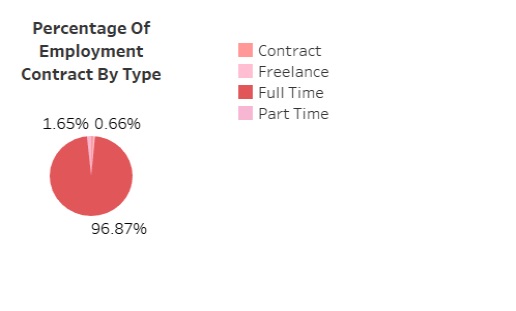 Percentage Of
Employment
Contract By Type
Contract
Freelance
Full Time
Part Time
1.65% 0.66%
96.87%